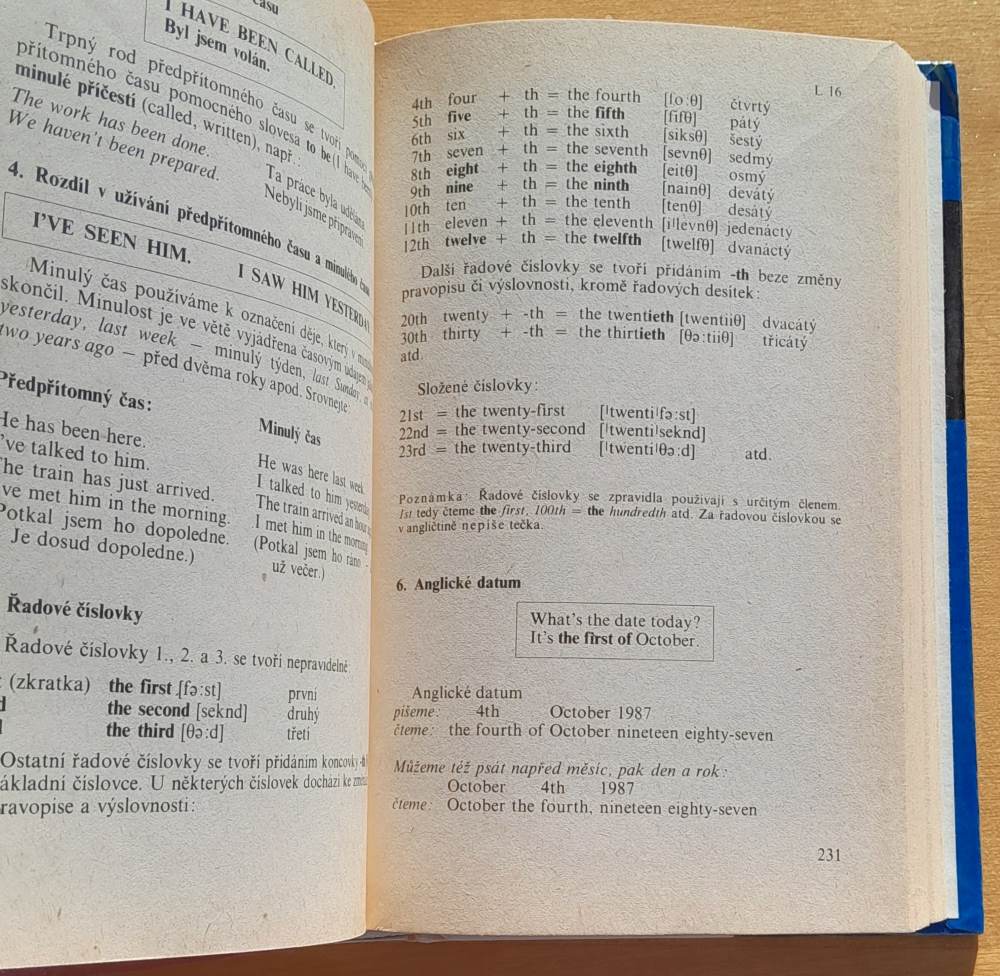 času
I HAVE BEEN CALLED.
Byl jsem volán.
Trpný rod předpřítomného času se tvoří pomocí
přítomného času pomocného slovesa to be (I have been
minulé příčestí (called, written), např.:
The work has been done. Ta práce byla udělána.
We haven't been prepared. Nebyli jsme připraveni
4. Rozdíl v užívání předpřítomného času a minulého času
I'VE SEEN HIM. I SAW HIM YESTERDAY
Minulý čas používáme k označení děje, který v
skončil. Minulost je ve větě vyjádřena časovým údajem
yesterday, last week — minulý týden, last Sunday,
two years ago — před dvěma roky apod. Srovnejte:
Předpřítomný čas: Minulý čas
He has been here. He was here last week.
've talked to him. I talked to him yesterday
The train has just arrived. The train arrived an hour
ve met him in the morning. I met him in the morning
Potkal jsem ho dopoledne. (Potkal jsem ho ráno -
Je dosud dopoledne.) už večer.)
Řadové číslovky
Řadové číslovky 1., 2. a 3. se tvoří nepravidelně:
(zkratka) the first [fə:st] první
the second [seknd] druhý
the third [θə:d] třetí
Ostatní řadové číslovky se tvoří přidáním koncovky -th
ákladní číslovce. U některých číslovek dochází ke
ravopise a výslovnosti:
L 16
4th four + th = the fourth [fo:θ] čtvrtý
5th five + th = the fifth [fifθ] pátý
6th six + th = the sixth [siksθ] šestý
7th seven + th = the seventh [sevnθ] sedmý
8th eight + th = the eighth [eitθ] osmý
9th nine + th = the ninth [nainθ] devátý
10th ten + th = the tenth [tenθ] desátý
11th eleven + th = the eleventh [iˈlevnθ] jedenáctý
12th twelve + th = the twelfth [twelfθ] dvanáctý
Další řadové číslovky se tvoří přidáním -th beze změny
pravopisu či výslovnosti, kromě řadových desítek:
20th twenty + -th = the twentieth [twentiiθ] dvacátý
30th thirty + -th = the thirtieth [θə:tiiθ] třicátý
atd.
Složené číslovky:
21st = the twenty-first [ˈtwentiˈfə:st]
22nd = the twenty-second [ˈtwentiˈseknd]
23rd = the twenty-third [ˈtwentiˈθə:d] atd.
Poznámka: Řadové číslovky se zpravidla používají s určitým členem.
1st tedy čteme the first, 100th = the hundredth atd. Za řadovou číslovkou se
v angličtině nepíše tečka.
6. Anglické datum
What's the date today?
It's the first of October.
Anglické datum
píšeme: 4th October 1987
čteme: the fourth of October nineteen eighty-seven
Můžeme též psát napřed měsíc, pak den a rok:
October 4th 1987
čteme: October the fourth, nineteen eighty-seven
231